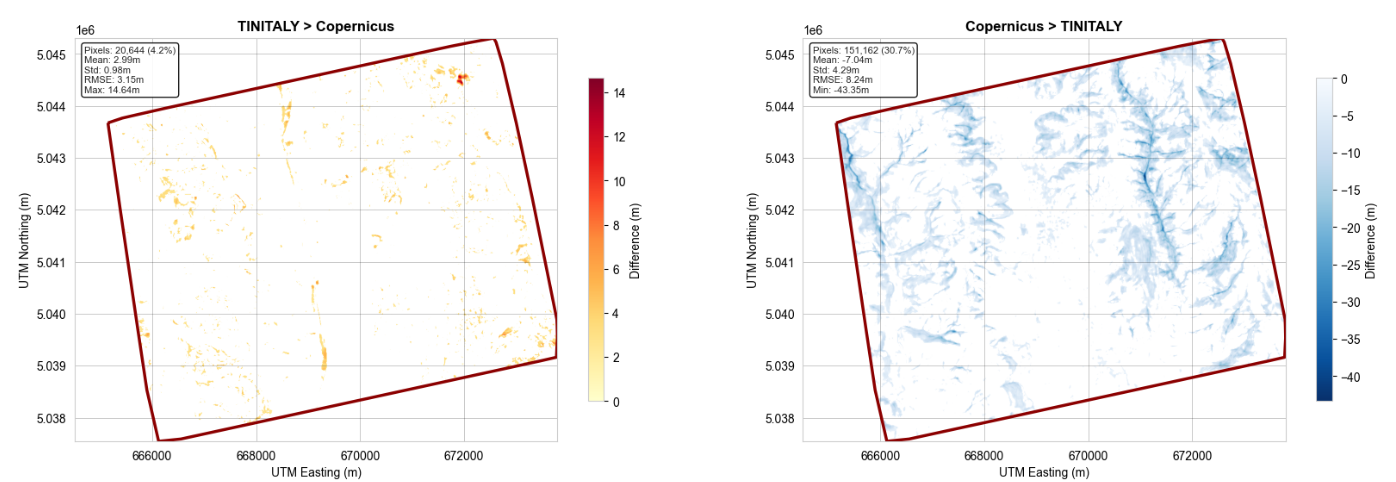 TINITALY > Copernicus
1e6
Pixels: 20,644 (4.2%)
Mean: 2.99m
Std: 0.98m
RMSE: 3.15m
Max: 14.64m
5.045
5.044
5.043
5.042
5.041
5.040
5.039
5.038
UTM Northing (m)
666000 668000 670000 672000
UTM Easting (m)
14
12
10
8
6
4
2
0
Difference (m)
Copernicus > TINITALY
1e6
Pixels: 151,162 (30.7%)
Mean: -7.04m
Std: 4.29m
RMSE: 8.24m
Min: -43.35m
5.045
5.044
5.043
5.042
5.041
5.040
5.039
5.038
UTM Northing (m)
666000 668000 670000 672000
UTM Easting (m)
0
−5
−10
−15
−20
−25
−30
−35
−40
Difference (m)